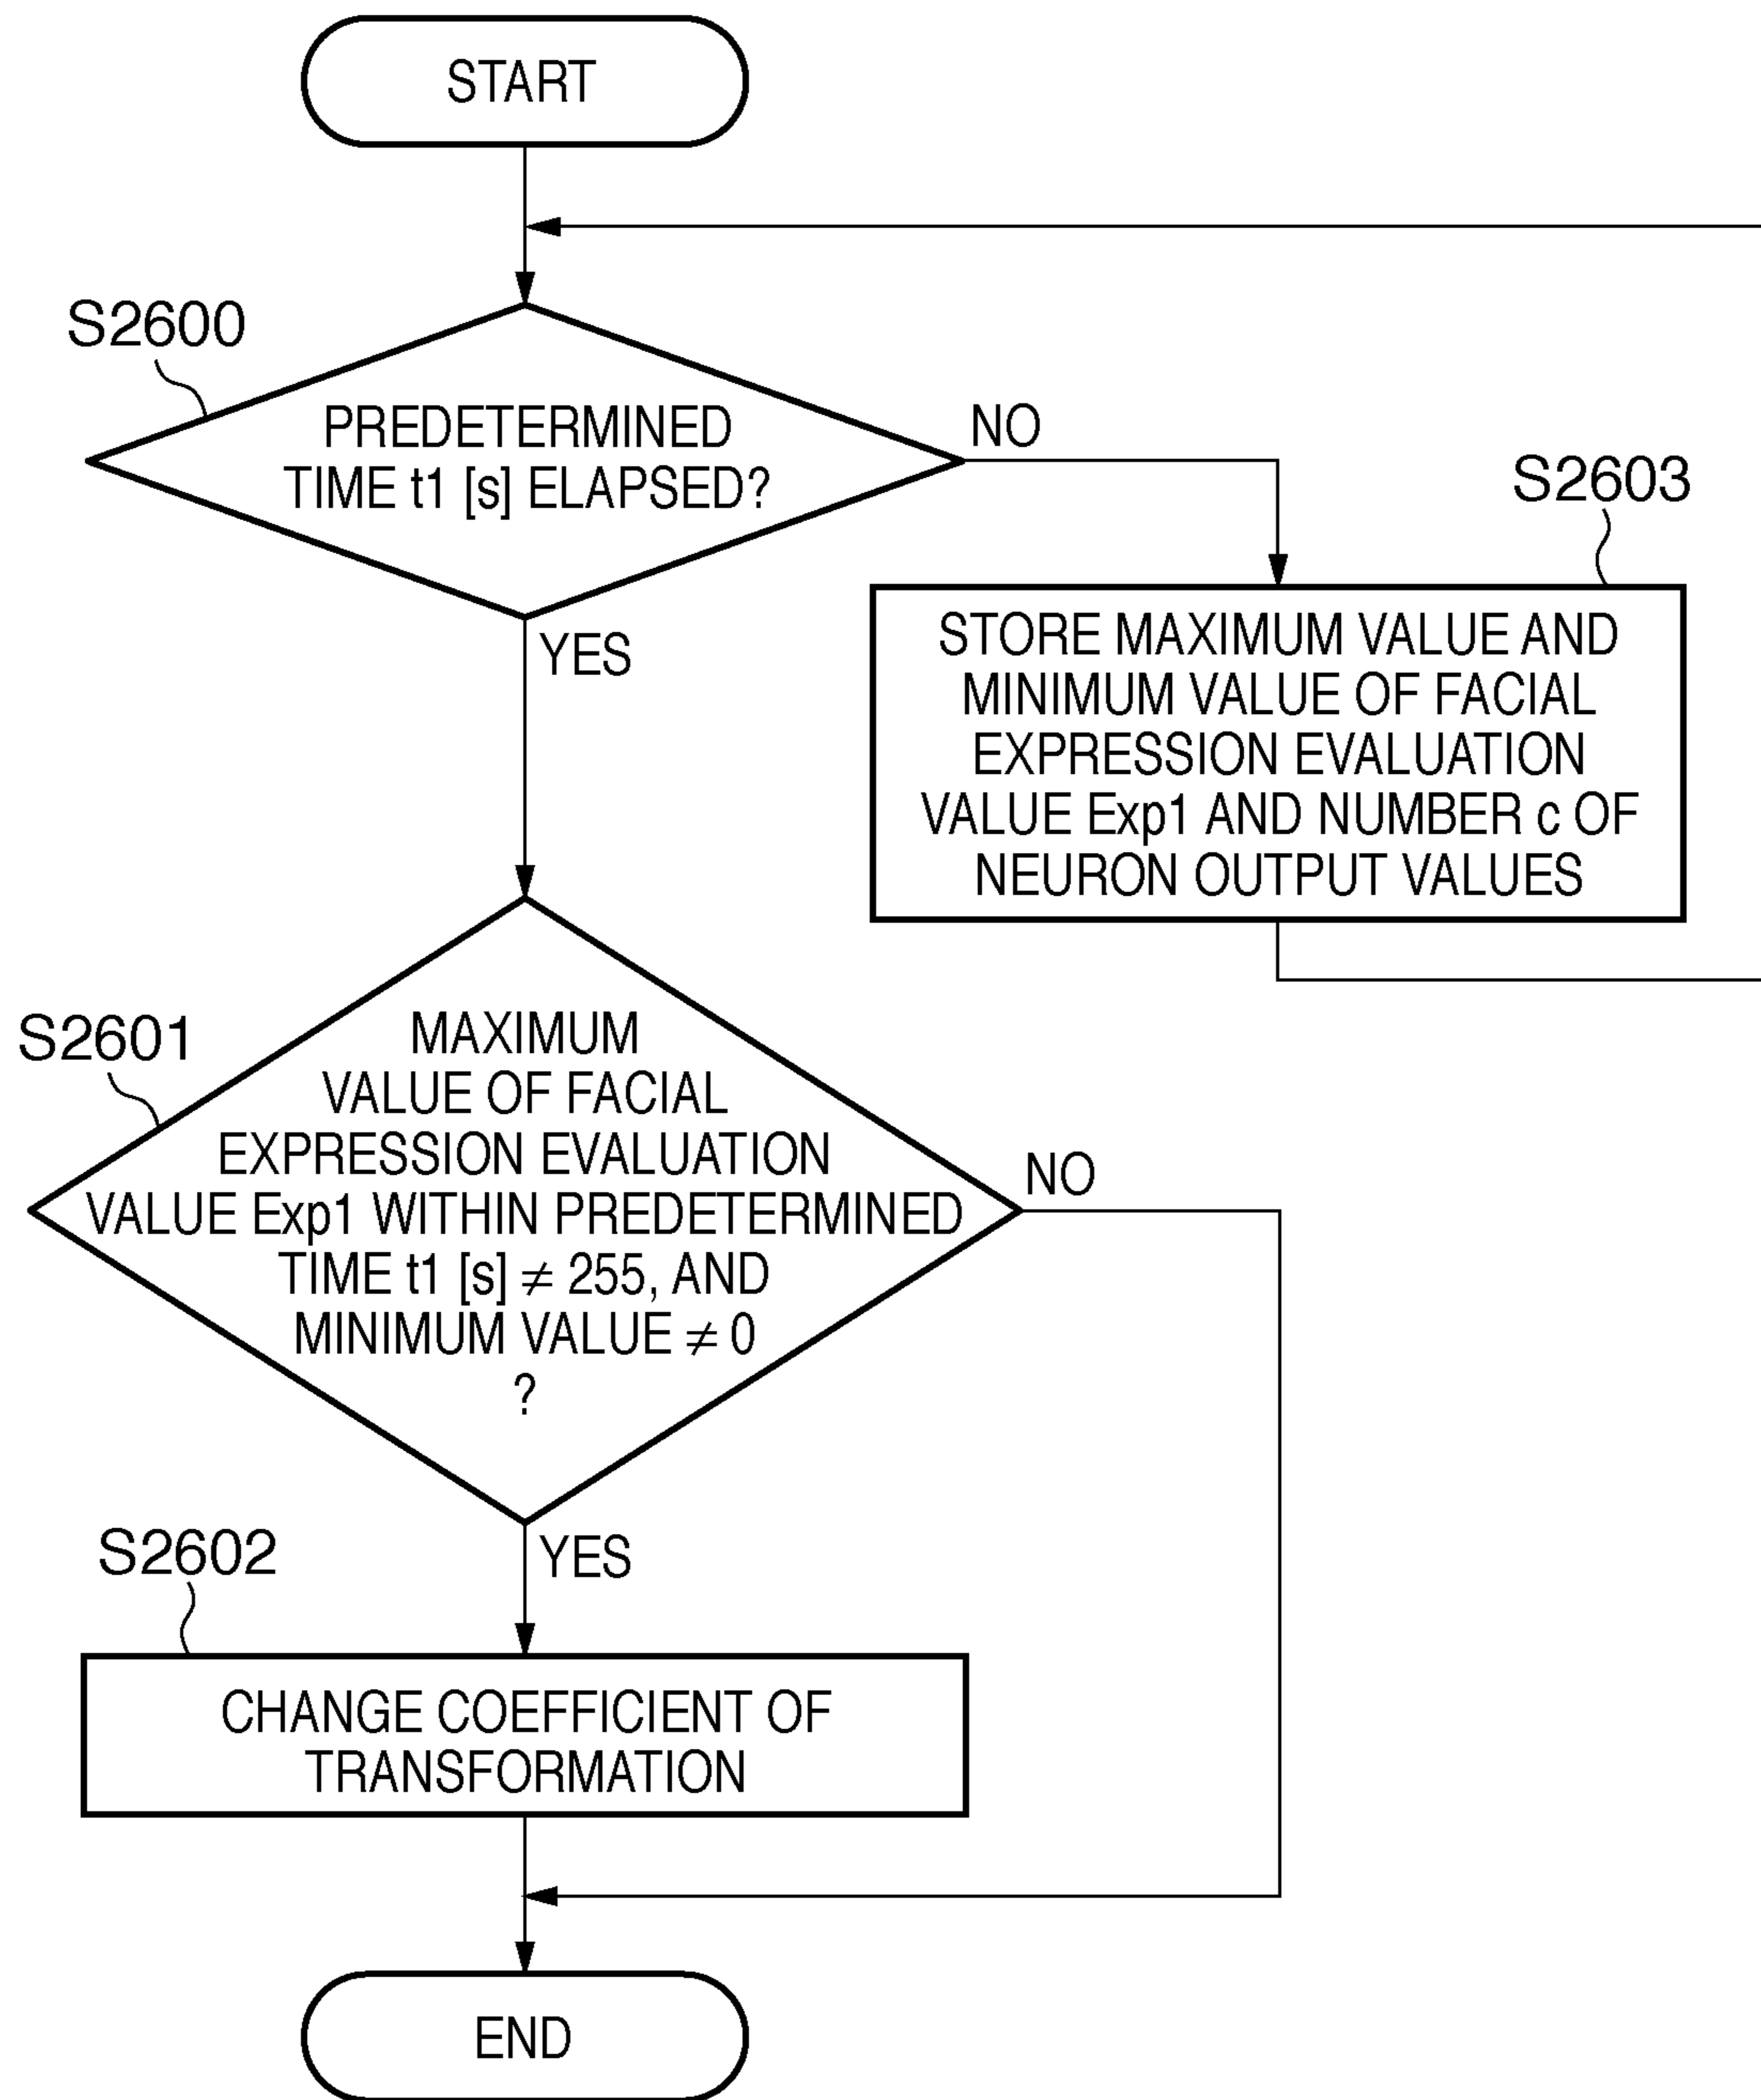 START
S2600
PREDETERMINED
TIME t1 [s] ELAPSED?
NO
YES
S2603
STORE MAXIMUM VALUE AND
MINIMUM VALUE OF FACIAL
EXPRESSION EVALUATION
VALUE Exp1 AND NUMBER c OF
NEURON OUTPUT VALUES
S2601
MAXIMUM
VALUE OF FACIAL
EXPRESSION EVALUATION
VALUE Exp1 WITHIN PREDETERMINED
TIME t1 [s] ≠ 255, AND
MINIMUM VALUE ≠ 0
?
NO
YES
S2602
CHANGE COEFFICIENT OF
TRANSFORMATION
END